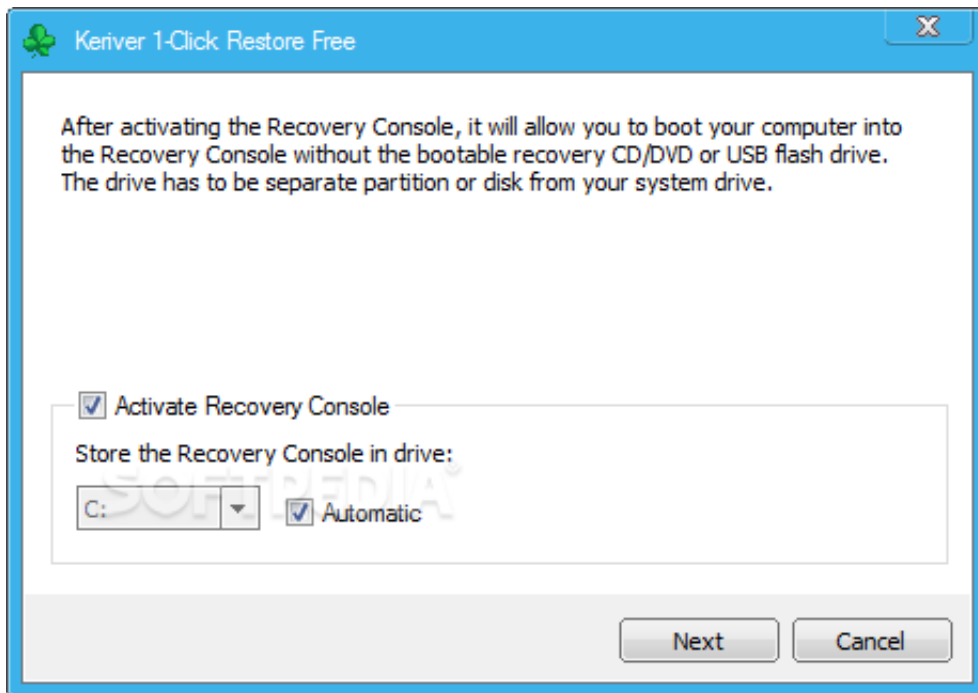 Keriver 1-Click Restore Free
After activating the Recovery Console, it will allow you to boot your computer into
the Recovery Console without the bootable recovery CD/DVD or USB flash drive.
The drive has to be separate partition or disk from your system drive.
Activate Recovery Console
Store the Recovery Console in drive:
SOFTPEDIA®
C:
Automatic
Next
Cancel